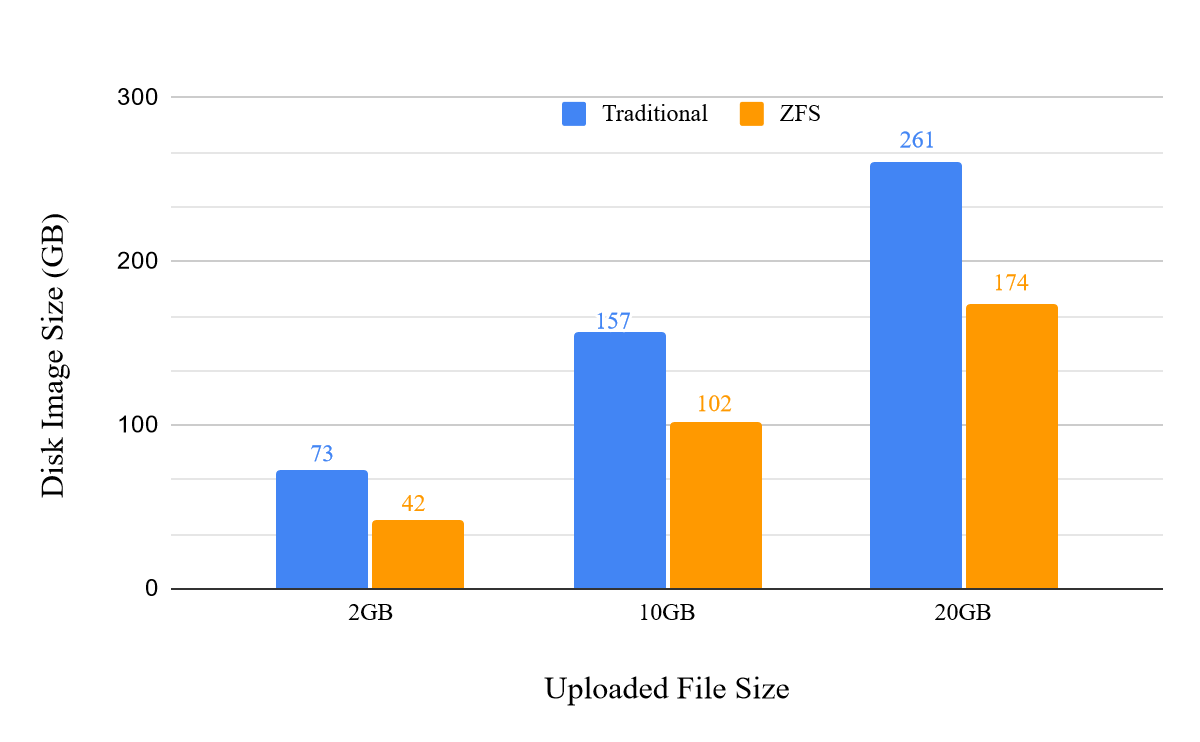 300
Traditional
ZFS
261
200
174
157
102
100
73
42
0
Disk Image Size (GB)
2GB
10GB
20GB
Uploaded File Size